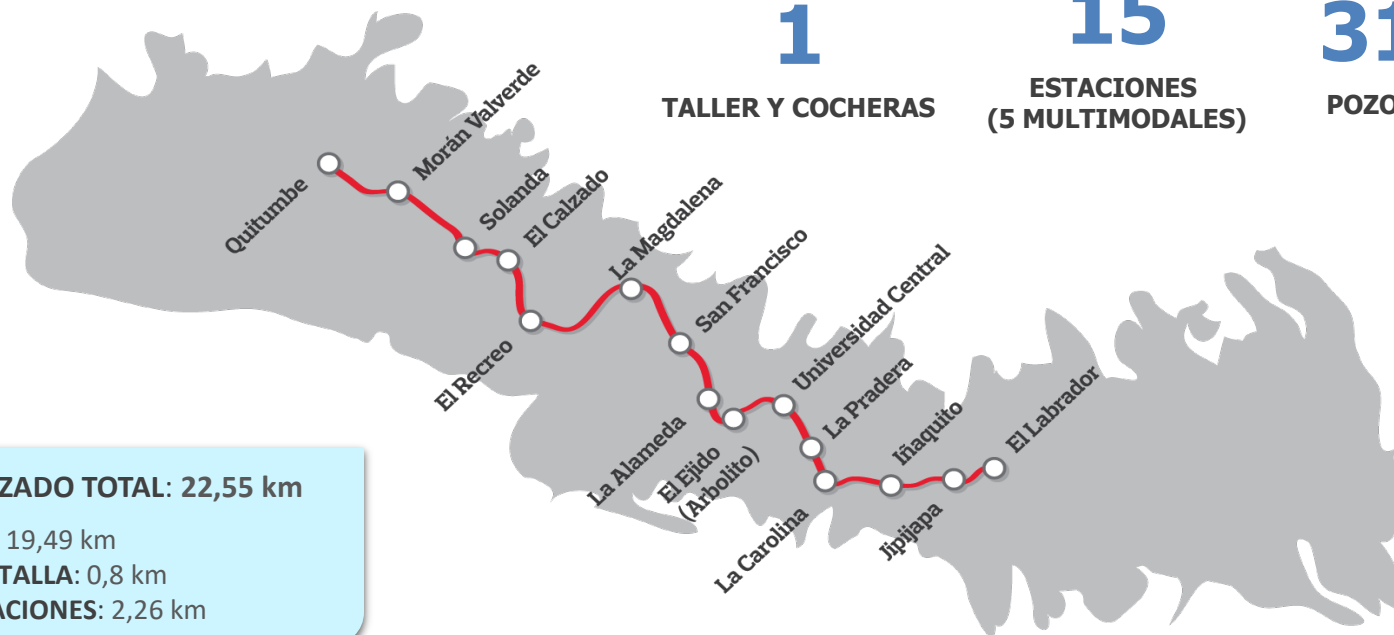 1
TALLER Y COCHERAS
15
ESTACIONES
(5 MULTIMODALES)
31
POZO
Quitumbe
Morán Valverde
Solanda
El Calzado
El Recreo
La Magdalena
San Francisco
La Alameda
El Ejido
(Arbolito)
Universidad Central
La Pradera
La Carolina
Iñaquito
Jipijapa
El Labrador
ZADO TOTAL: 22,55 km
19,49 km
TALLA: 0,8 km
ACIONES: 2,26 km